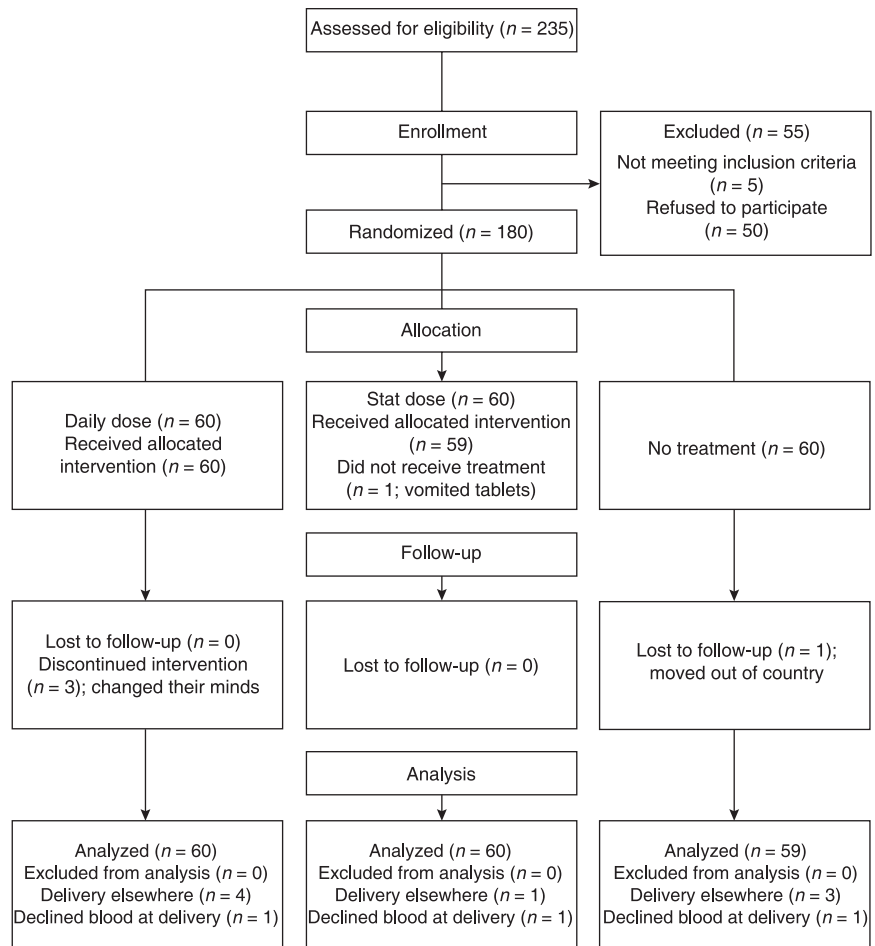 Assessed for eligibility (n = 235)
Enrollment
Excluded (n = 55)
Not meeting inclusion criteria
(n = 5)
Refused to participate
(n = 50)
Randomized (n = 180)
Allocation
Daily dose (n = 60)
Received allocated
intervention (n = 60)
Stat dose (n = 60)
Received allocated intervention
(n = 59)
Did not receive treatment
(n = 1; vomited tablets)
No treatment (n = 60)
Follow-up
Lost to follow-up (n = 0)
Discontinued intervention
(n = 3); changed their minds
Lost to follow-up (n = 0)
Lost to follow-up (n = 1);
moved out of country
Analysis
Analyzed (n = 60)
Excluded from analysis (n = 0)
Delivery elsewhere (n = 4)
Declined blood at delivery (n = 1)
Analyzed (n = 60)
Excluded from analysis (n = 0)
Delivery elsewhere (n = 1)
Declined blood at delivery (n = 1)
Analyzed (n = 59)
Excluded from analysis (n = 0)
Delivery elsewhere (n = 3)
Declined blood at delivery (n = 1)